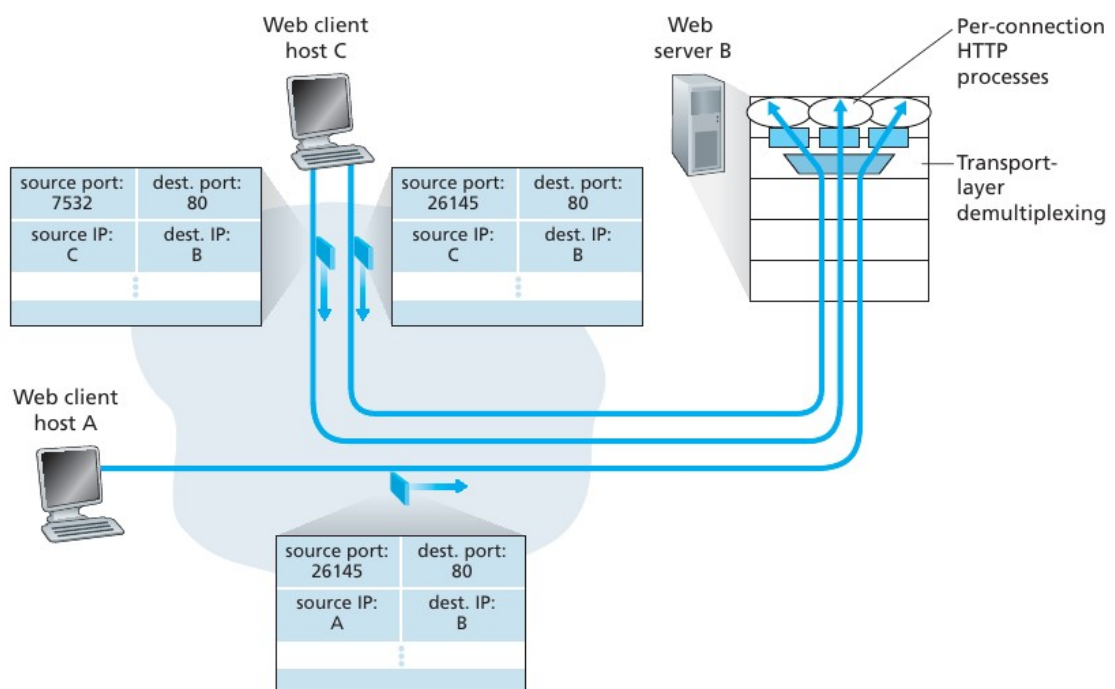 Web client
host C
Web
server B
Per-connection
HTTP
processes
Transport-
layer
demultiplexing
source port:
7532
dest. port:
80
source IP:
C
dest. IP:
B
source port:
26145
dest. port:
80
source IP:
C
dest. IP:
B
Web client
host A
source port:
26145
dest. port:
80
source IP:
A
dest. IP:
B